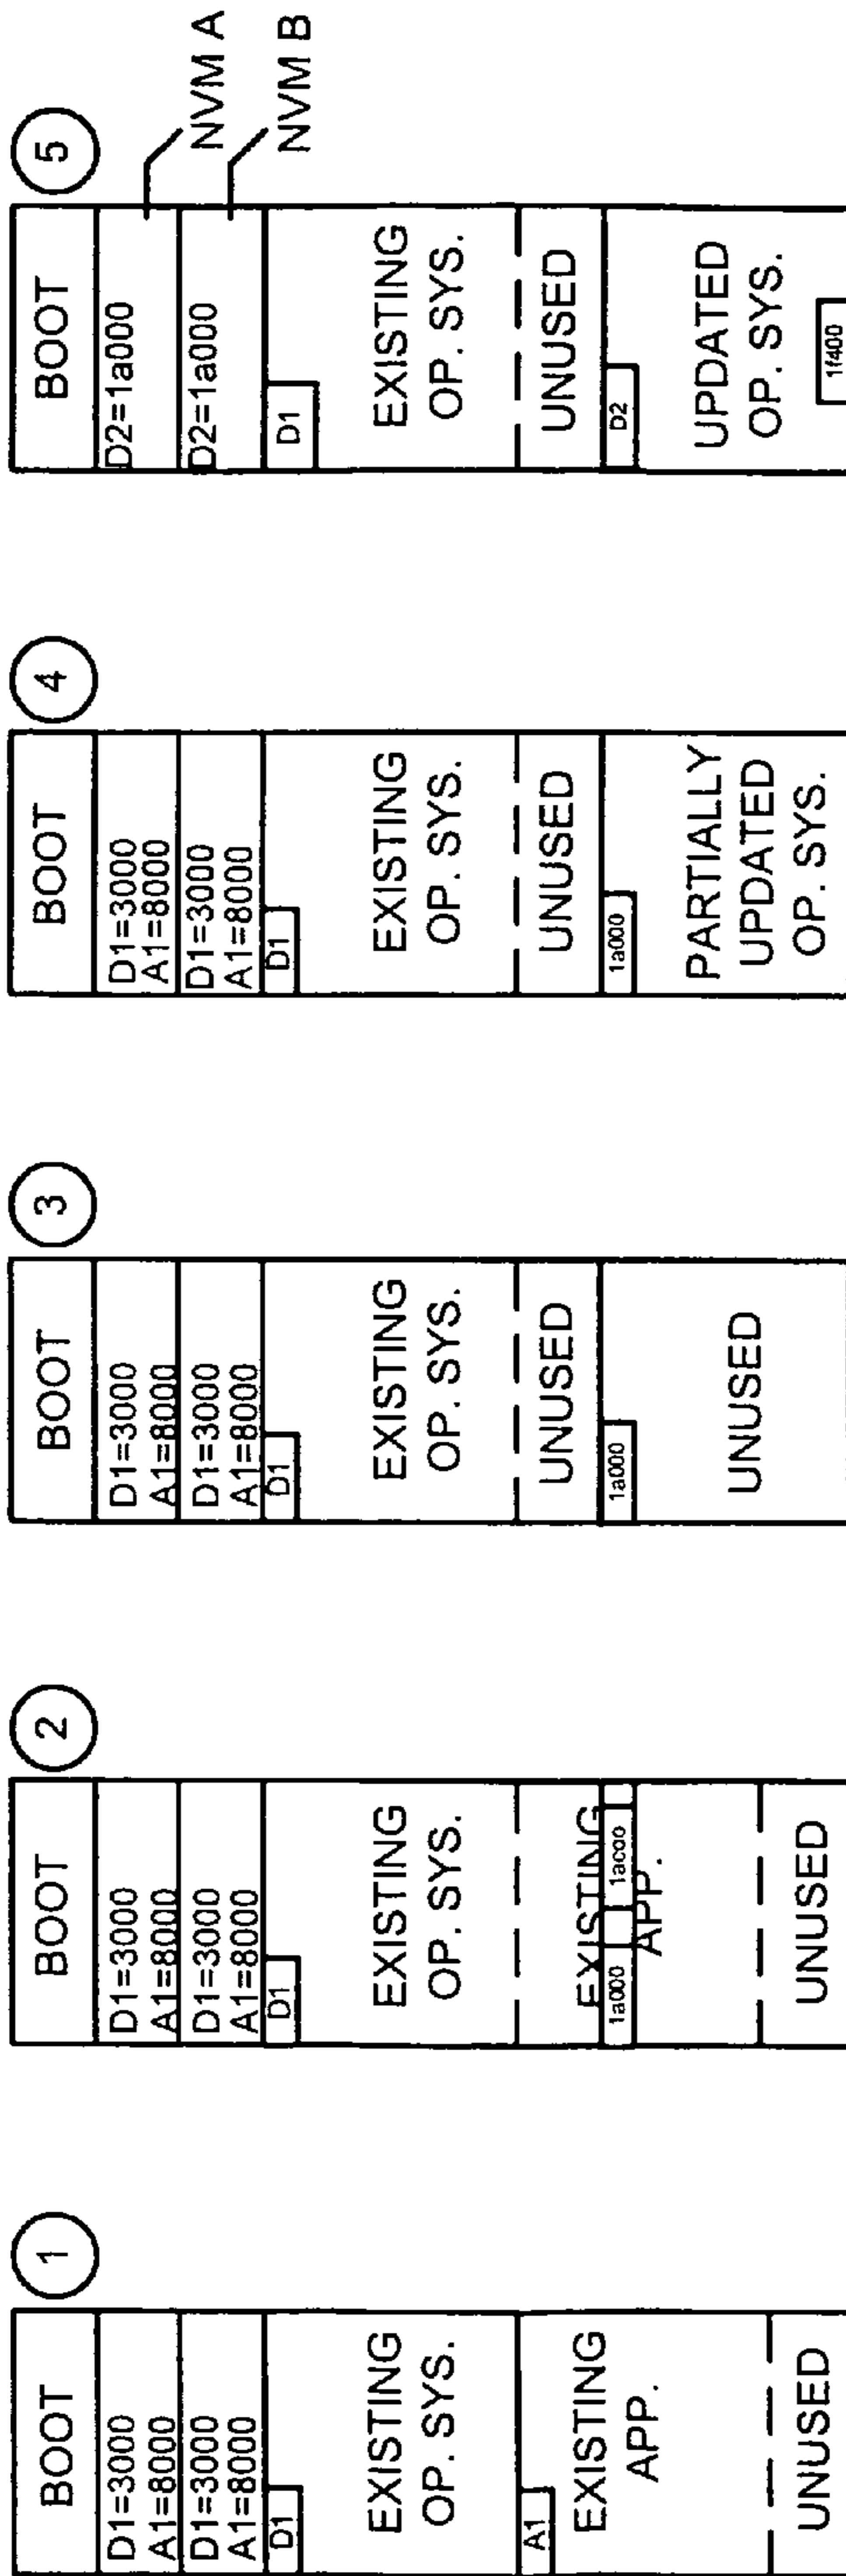 1
BOOT
D1=3000
A1=8000
D1=3000
A1=8000
D1
EXISTING
OP. SYS.
A1
EXISTING
APP.
UNUSED
2
BOOT
D1=3000
A1=8000
D1=3000
A1=8000
D1
EXISTING
OP. SYS.
EXISTING
1a000
1ac00
APP.
UNUSED
3
BOOT
D1=3000
A1=8000
D1=3000
A1=8000
D1
EXISTING
OP. SYS.
UNUSED
1a000
UNUSED
4
BOOT
D1=3000
A1=8000
D1=3000
A1=8000
D1
EXISTING
OP. SYS.
UNUSED
1a000
PARTIALLY
UPDATED
OP. SYS.
5
BOOT
D2=1a000
NVM A
D2=1a000
NVM B
D1
EXISTING
OP. SYS.
UNUSED
D2
UPDATED
OP. SYS.
1f400